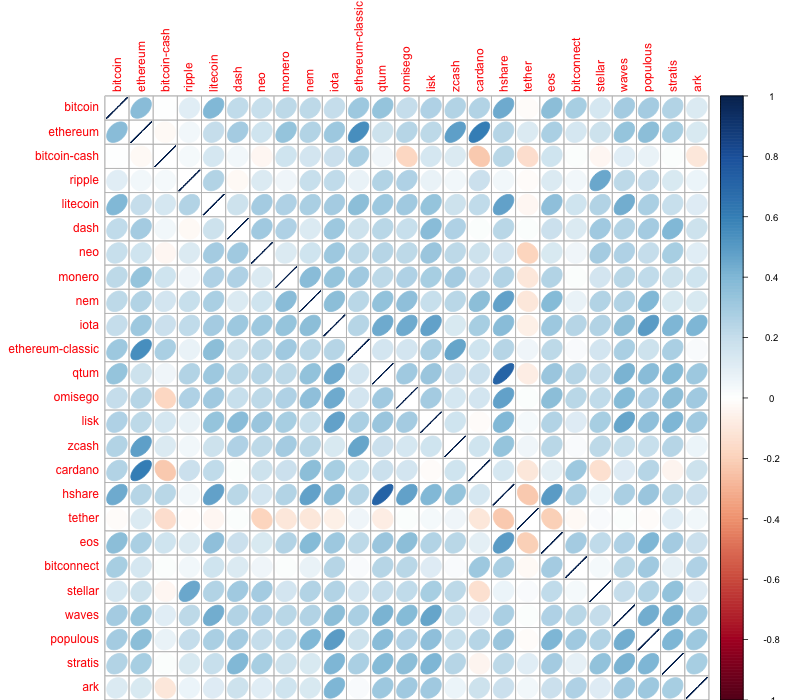 bitcoin
ethereum
bitcoin-cash
ripple
litecoin
dash
neo
monero
nem
iota
ethereum-classic
qtum
omisego
lisk
zcash
cardano
hshare
tether
eos
bitconnect
stellar
waves
populous
stratis
ark
bitcoin
ethereum
bitcoin-cash
ripple
litecoin
dash
neo
monero
nem
iota
ethereum-classic
qtum
omisego
lisk
zcash
cardano
hshare
tether
eos
bitconnect
stellar
waves
populous
stratis
ark
1
0.8
0.6
0.4
0.2
0
-0.2
-0.4
-0.6
-0.8